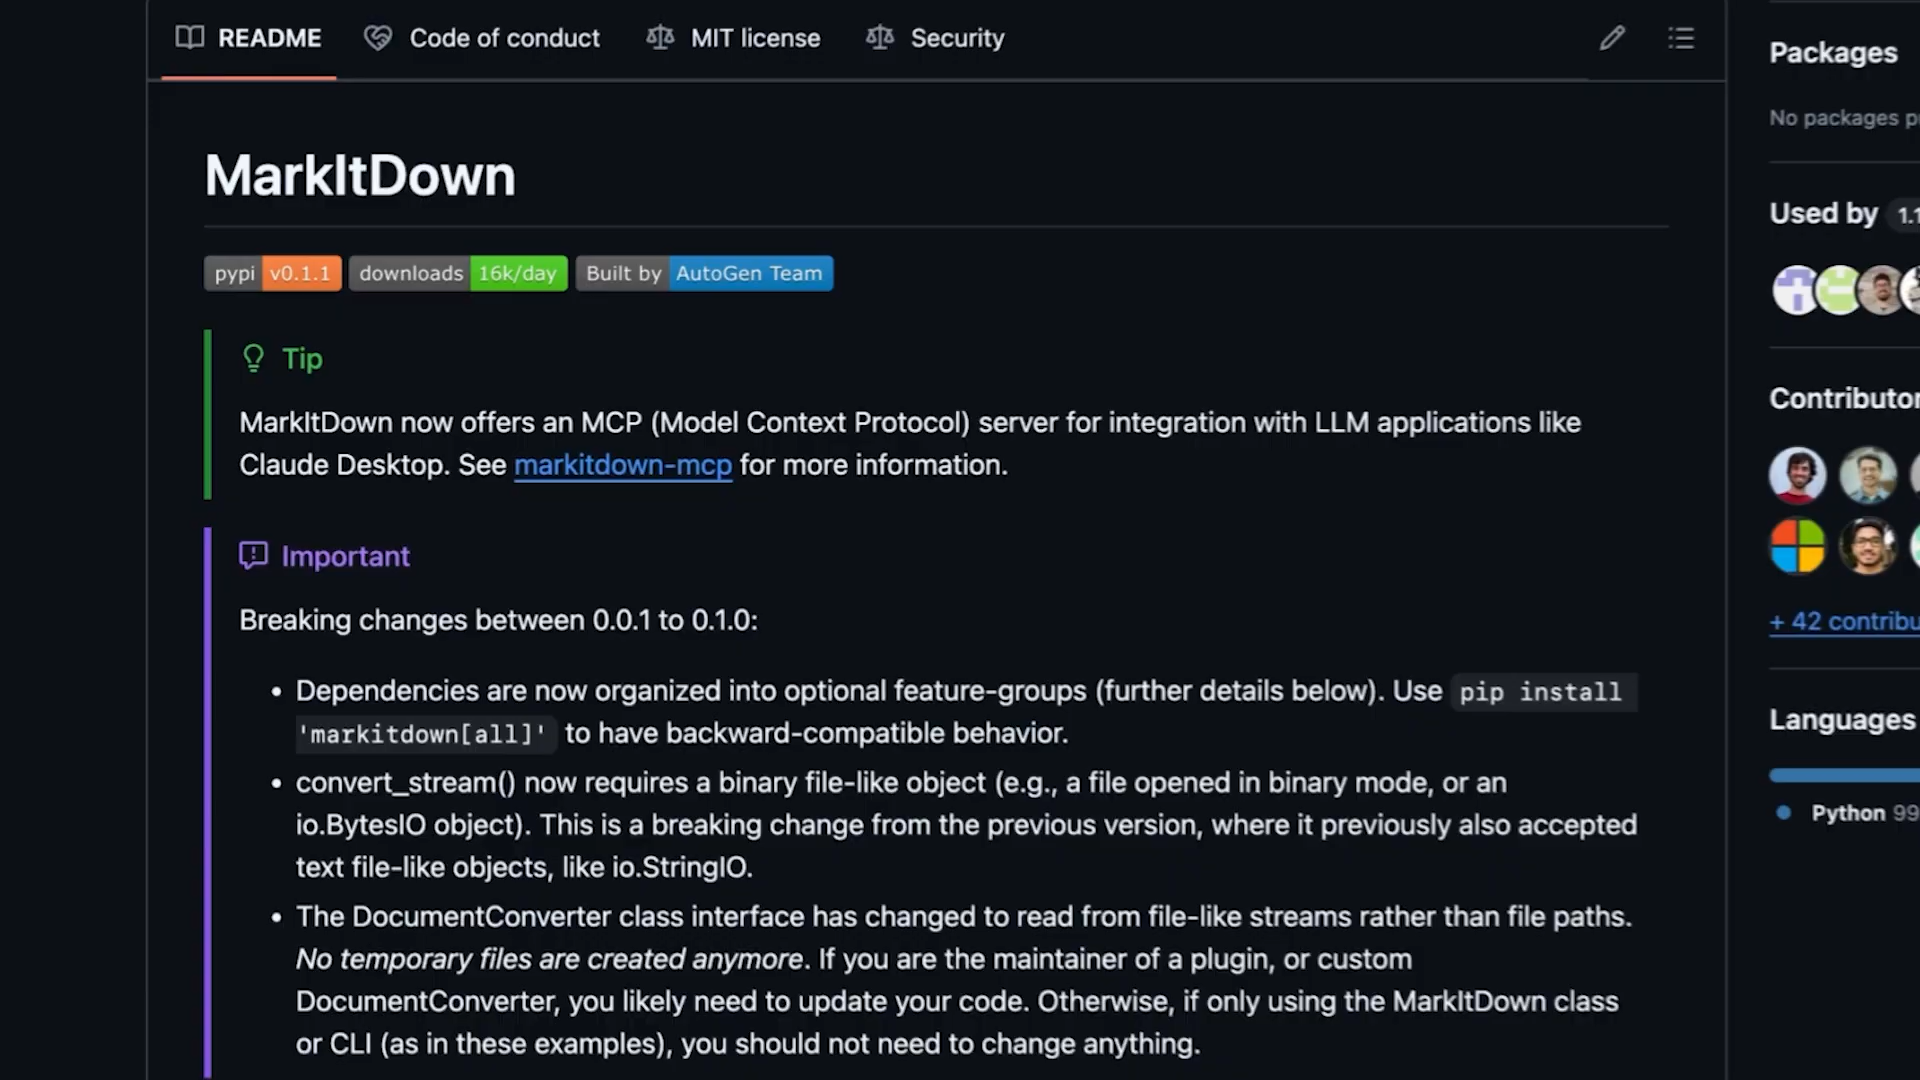 README
Code of conduct
MIT license
Security
MarkItDown
pypi v0.1.1
downloads 16k/day
Built by AutoGen Team
Tip
MarkItDown now offers an MCP (Model Context Protocol) server for integration with LLM applications like
Claude Desktop. See markitdown-mcp for more information.
Important
Breaking changes between 0.0.1 to 0.1.0:
• Dependencies are now organized into optional feature-groups (further details below). Use pip install
'markitdown[all]' to have backward-compatible behavior.
• convert_stream() now requires a binary file-like object (e.g., a file opened in binary mode, or an
io.BytesIO object). This is a breaking change from the previous version, where it previously also accepted
text file-like objects, like io.StringIO.
• The DocumentConverter class interface has changed to read from file-like streams rather than file paths.
No temporary files are created anymore. If you are the maintainer of a plugin, or custom
DocumentConverter, you likely need to update your code. Otherwise, if only using the MarkItDown class
or CLI (as in these examples), you should not need to change anything.
Packages
No packages
Used by
Contributor
+ 42 contribu
Languages
Python 99